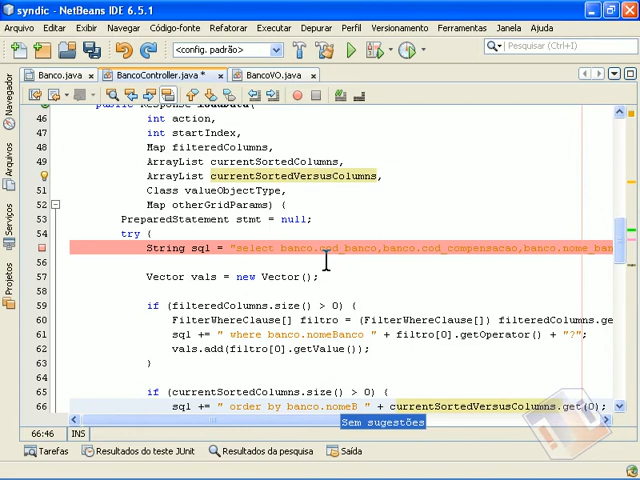 syndic - NetBeans IDE 6.5.1
Arquivo Editar Exibir Navegar Código-fonte Refatorar Executar Depurar Perfil Versionamento Ferramentas Janela Ajuda
<config. padrão>
Pesquisar (Ctrl+I)
Banco.java
BancoController.java *
BancoVO.java
Navegador
Arquivos
Serviços
Projetos
public Response loadData(
46 int action,
47 int startIndex,
48 Map filteredColumns,
49 ArrayList currentSortedColumns,
ArrayList currentSortedVersusColumns,
51 Class valueObjectType,
52 Map otherGridParams) {
53 PreparedStatement stmt = null;
54 try {
String sql = "select banco.cod_banco,banco.cod_compensacao,banco.nome_ban
56
57 Vector vals = new Vector();
58
59 if (filteredColumns.size() > 0) {
60 FilterWhereClause[] filtro = (FilterWhereClause[]) filteredColumns.ge
61 sql += " where banco.nomeBanco " + filtro[0].getOperator() + "?";
62 vals.add(filtro[0].getValue());
63 }
64
65 if (currentSortedColumns.size() > 0) {
66 sql += " order by banco.nomeB " + currentSortedVersusColumns.get(0);
Sem sugestões
66:46 INS
Tarefas Resultados do teste JUnit Resultados da pesquisa Saída